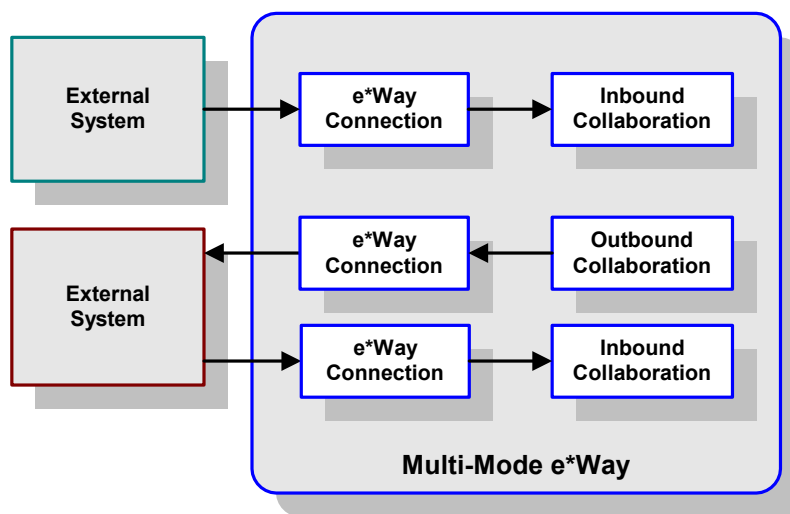 External
System
e*Way
Connection
Inbound
Collaboration
External
System
e*Way
Connection
Outbound
Collaboration
e*Way
Connection
Inbound
Collaboration
Multi-Mode e*Way